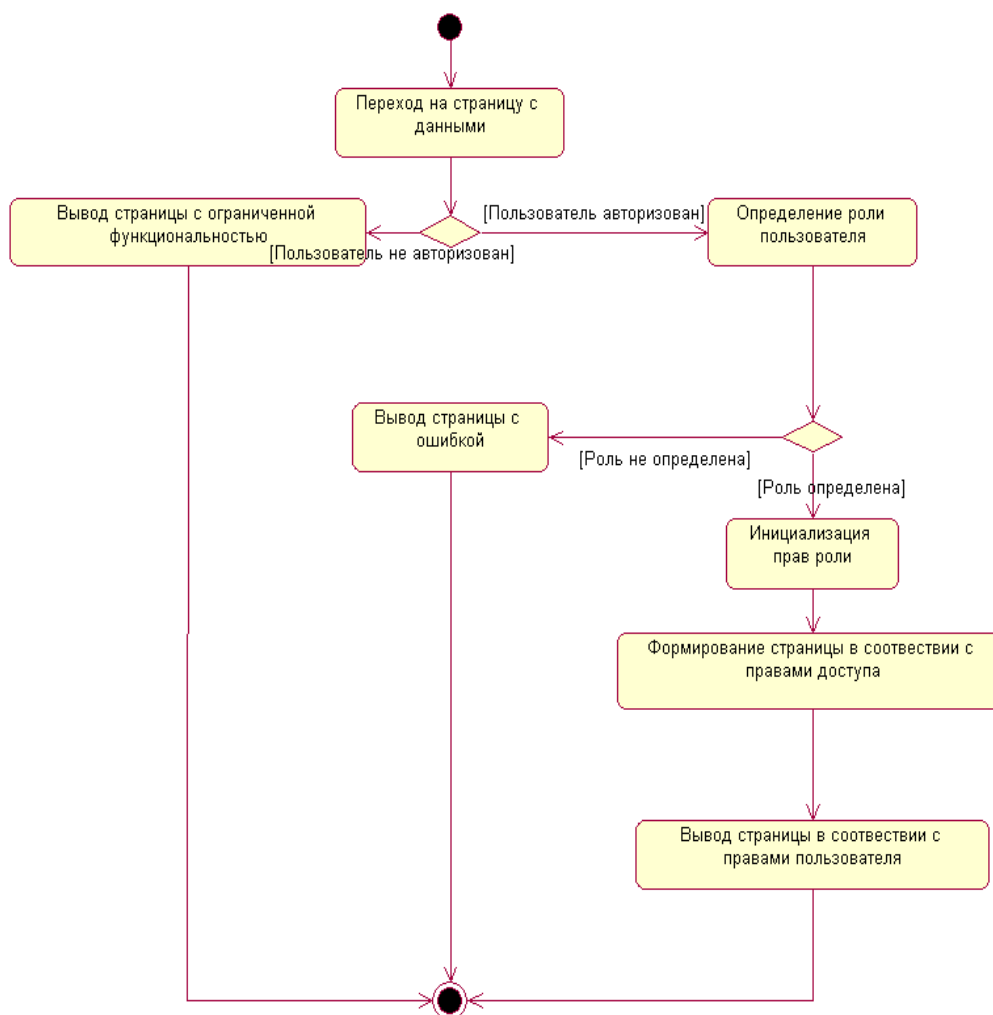 Переход на страницу с
данными
Вывод страницы с ограниченной
функциональностью
[Пользователь не авторизован]
[Пользователь авторизован]
Определение роли
пользователя
Вывод страницы с
ошибкой
[Роль не определена]
[Роль определена]
Инициализация
прав роли
Формирование страницы в соотвествии с
правами доступа
Вывод страницы в соотвествии с
правами пользователя